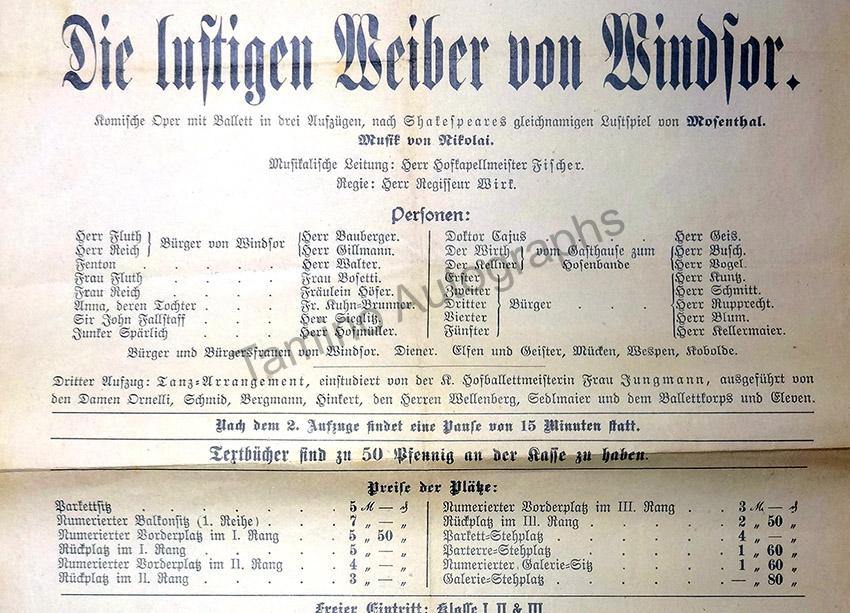 Die lustigen Weiber von Windsor.
Komische Oper mit Ballett in drei Aufzügen, nach Shakespeares gleichnamigen Lustspiel von Mosenthal.
Musik von Nikolai.
Musikalische Leitung: Herr Hofkapellmeister Fischer.
Regie: Herr Regisseur Wirk.
Personen:
Herr Fluth } Bürger von Windsor { Herr Bauberger.
Herr Reich } { Herr Gillmann.
Fenton . . . . Herr Walter.
Frau Fluth . . . . Frau Bosetti.
Frau Reich . . . . Fräulein Höfer.
Anna, deren Tochter . . . . Fr. Kuhn=Brunner.
Sir John Fallstaff . . . . Herr Sieglitz.
Junker Spärlich . . . . Herr Hofmüller.
Doktor Cajus . . . . Herr Geis.
Der Wirth } vom Gasthause zum { Herr Busch.
Der Kellner } Hosenbande { Herr Vogel.
Erster } { Herr Kuntz.
Zweiter } { Herr Schmitt.
Dritter } Bürger . . . . { Herr Rupprecht.
Vierter } { Herr Blum.
Fünfter } { Herr Kellermaier.
Bürger und Bürgersfrauen von Windsor. Diener. Elfen und Geister, Mücken, Wespen, Kobolde.
Dritter Aufzug: Tanz=Arrangement, einstudiert von der K. Hofballettmeisterin Frau Jungmann, ausgeführt von
den Damen Ornelli, Schmid, Bergmann, Hinkert, den Herren Wellenberg, Sedlmaier und dem Ballettkorps und Eleven.
Nach dem 2. Aufzuge findet eine Pause von 15 Minuten statt.
Textbücher sind zu 50 Pfennig an der Kasse zu haben.
Preise der Plätze:
Parkettsitz . . . . 5 ℳ — ₰
Numerierter Balkonsitz (1. Reihe) . . . . 7 „ — „
Numerierter Vorderplatz im I. Rang . . . . 5 „ 50 „
Rückplatz im I. Rang . . . . 5 „ — „
Numerierter Vorderplatz im II. Rang . . . . 4 „ — „
Rückplatz im II. Rang . . . . 3 „ — „
Numerierter Vorderplatz im III. Rang . . . . 3 ℳ — ₰
Rückplatz im III. Rang . . . . 2 „ 50 „
Parkett=Stehplatz . . . . 4 „ — „
Parterre=Stehplatz . . . . 1 „ 60 „
Numerierter Galerie=Sitz . . . . 1 „ 60 „
Galerie=Stehplatz . . . . — „ 80 „
Freier Eintritt: Klasse I, II & III
Tamino Autographs